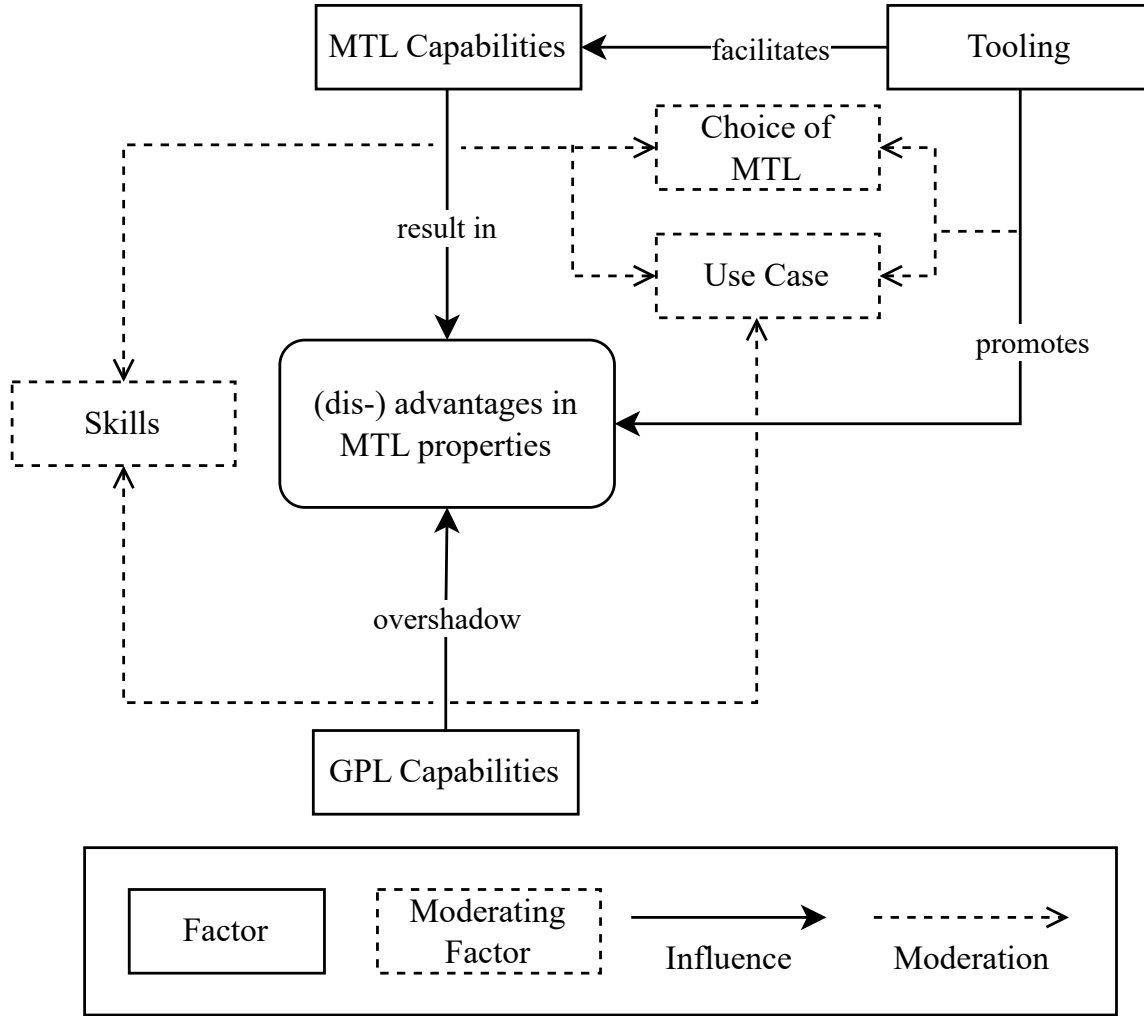 MTL Capabilities
facilitates
Tooling
Choice of
MTL
result in
Use Case
promotes
(dis-) advantages in
MTL properties
Skills
overshadow
GPL Capabilities
Factor
Moderating
Factor
Influence
Moderation